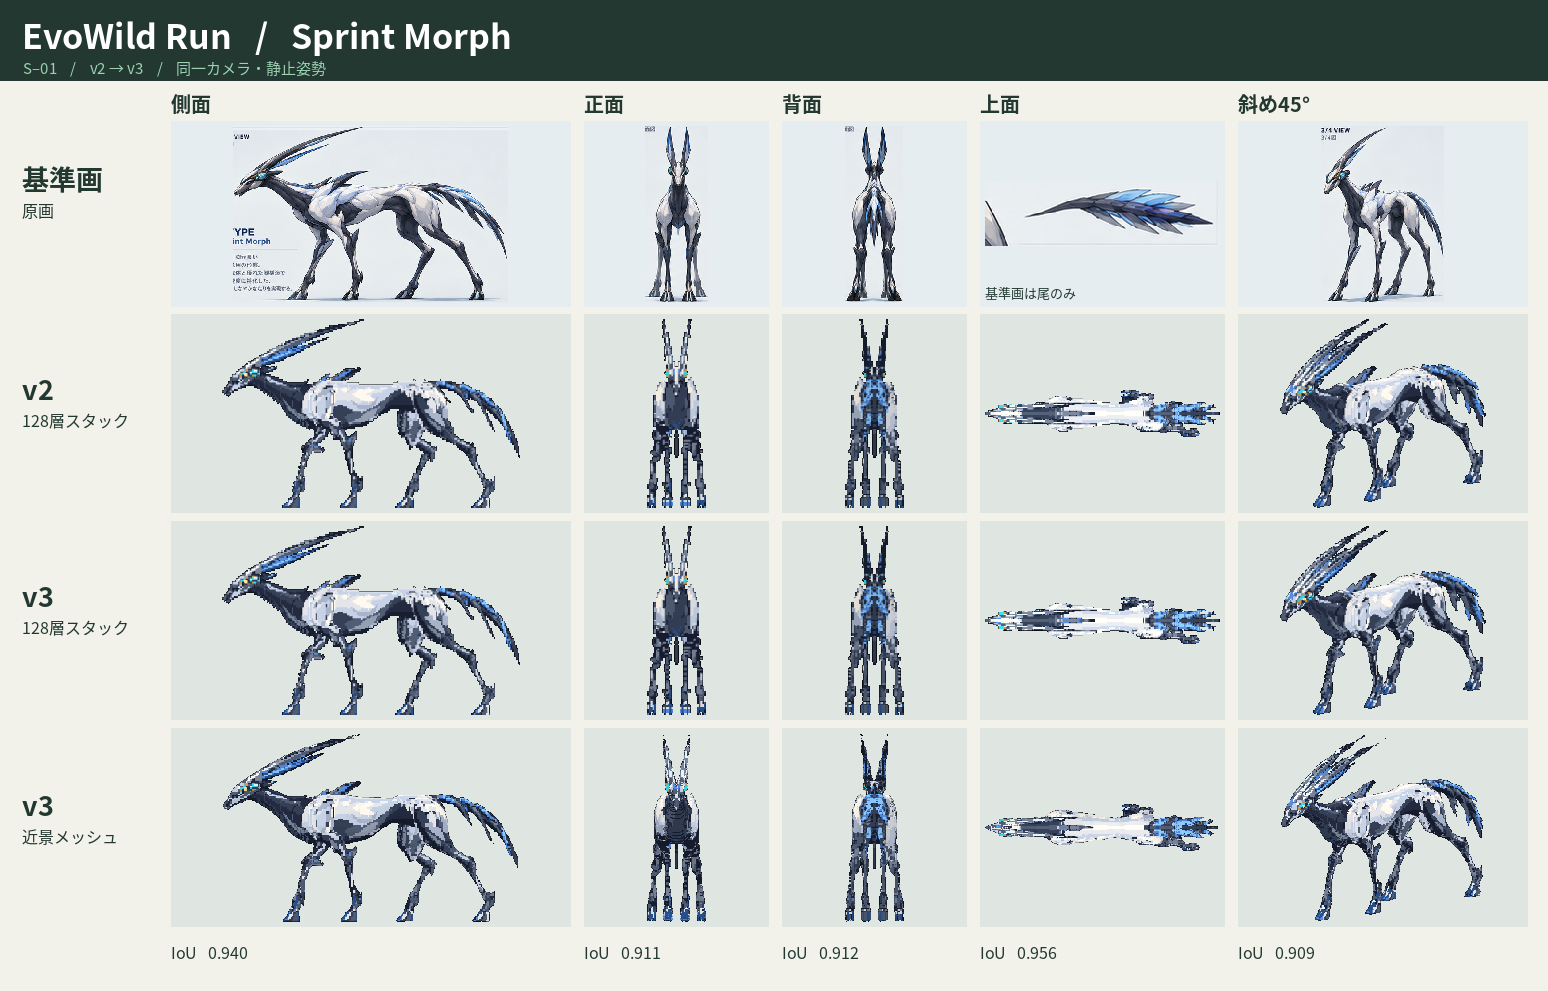 EvoWild Run / Sprint Morph
S-01 / v2→v3 / 同一カメラ・静止姿勢
側面 正面 背面 上面 斜め45°
基準画
原画
VIEW
TYPE
int Morph
3/4 VIEW
基準画は尾のみ
v2
128層スタック
v3
128層スタック
v3
近景メッシュ
IoU 0.940 IoU 0.911 IoU 0.912 IoU 0.956 IoU 0.909